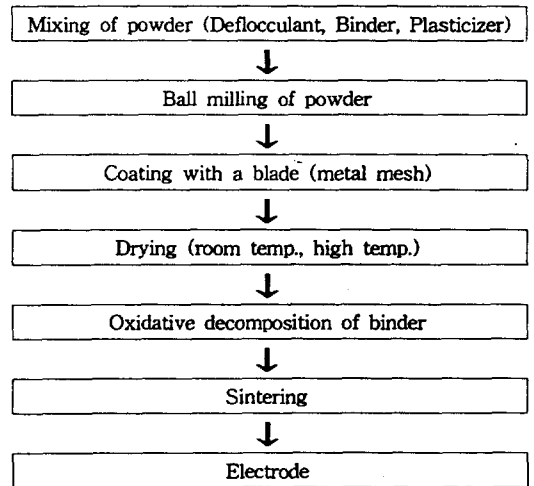 Mixing of powder (Deflocculant, Binder, Plasticizer)
Ball milling of powder
Coating with a blade (metal mesh)
Drying (room temp., high temp.)
Oxidative decomposition of binder
Sintering
Electrode